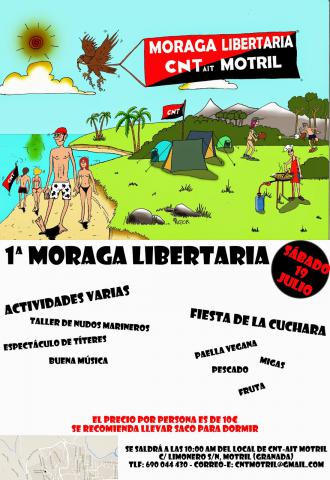 MORAGA LIBERTARIA
CNT AIT MOTRIL
CNT
CNT
1ª MORAGA LIBERTARIA
SÁBADO
19
JULIO
ACTIVIDADES VARIAS
TALLER DE NUDOS MARINEROS
ESPECTÁCULO DE TÍTERES
BUENA MÚSICA
FIESTA DE LA CUCHARA
PAELLA VEGANA
MIGAS
PESCADO
FRUTA
EL PRECIO POR PERSONA ES DE 10€
SE RECOMIENDA LLEVAR SACO PARA DORMIR
SE SALDRÁ A LAS 10:00 AM DEL LOCAL DE CNT-AIT MOTRIL
C/ LIMONERO S/N, MOTRIL (GRANADA)
TLF: 690 044 430 - CORREO-E: CNTMOTRIL@GMAIL.COM